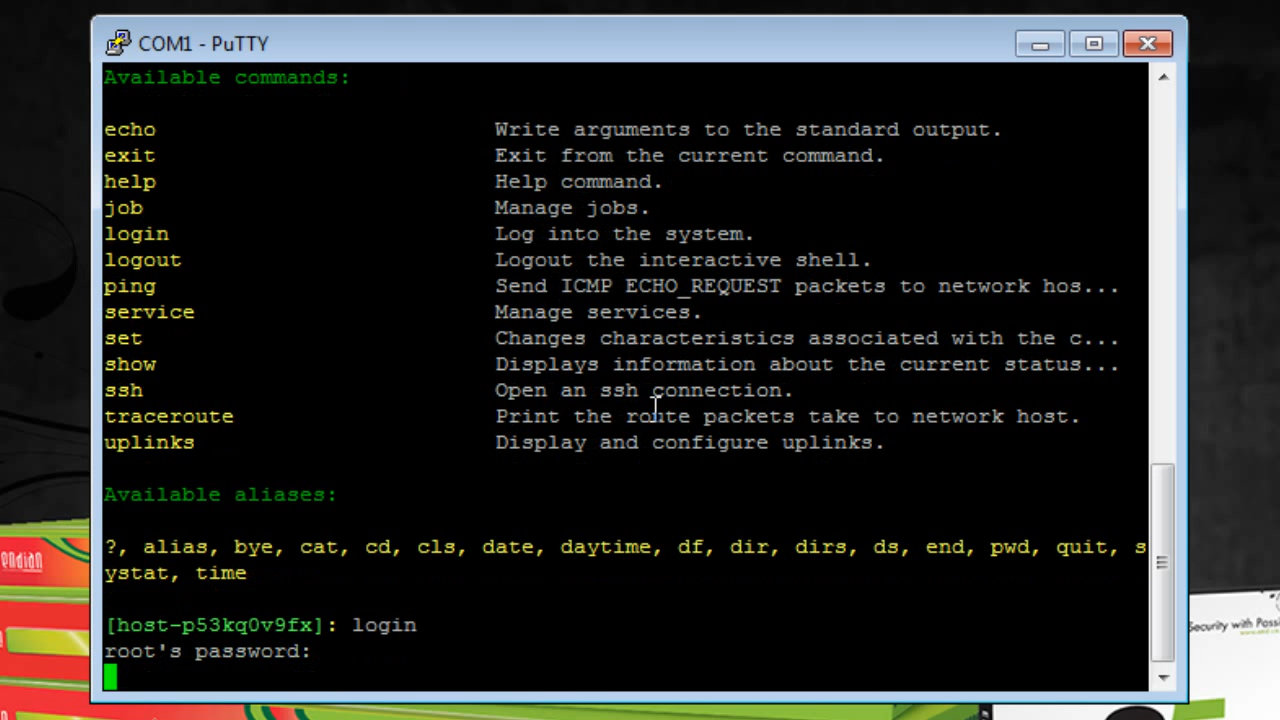 COM1 - PuTTY
Available commands:
echo Write arguments to the standard output.
exit Exit from the current command.
help Help command.
job Manage jobs.
login Log into the system.
logout Logout the interactive shell.
ping Send ICMP ECHO_REQUEST packets to network hos...
service Manage services.
set Changes characteristics associated with the c...
show Displays information about the current status...
ssh Open an ssh connection.
traceroute Print the route packets take to network host.
uplinks Display and configure uplinks.
Available aliases:
?, alias, bye, cat, cd, cls, date, daytime, df, dir, dirs, ds, end, pwd, quit, s
ystat, time
[host-p53kq0v9fx]: login
root's password:
endian
Security with Passi